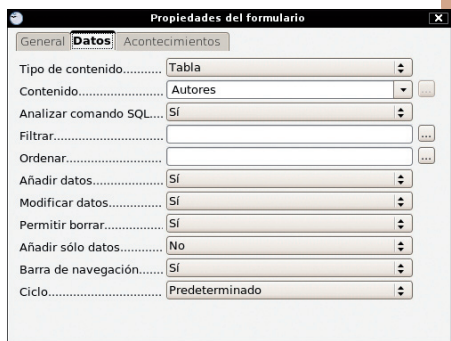 Propiedades del formulario
General Datos Acontecimientos
Tipo de contenido........... Tabla
Contenido........................ Autores
Analizar comando SQL.... Sí
Filtrar............................... ...
Ordenar........................... ...
Añadir datos................... Sí
Modificar datos............... Sí
Permitir borrar................. Sí
Añadir sólo datos............ No
Barra de navegación....... Sí
Ciclo................................ Predeterminado